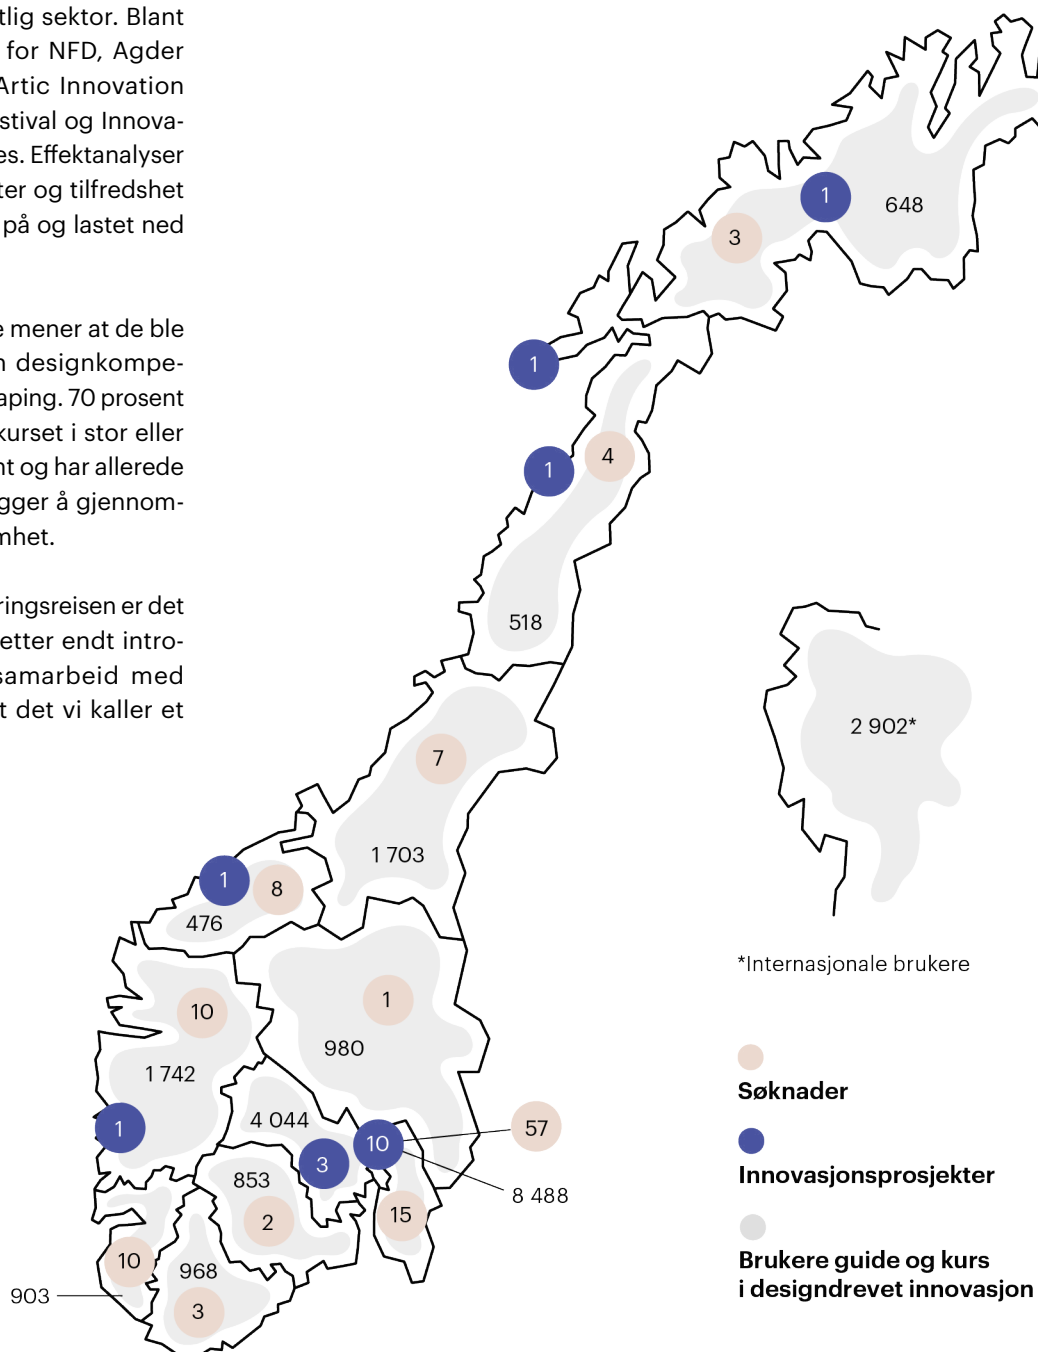 tlig sektor. Blant
for NFD, Agder
Artic Innovation
stival og Innova-
es. Effektanalyser
ter og tilfredshet
på og lastet ned
e mener at de ble
n designkompe-
aping. 70 prosent
kurset i stor eller
nt og har allerede
gger å gjennom-
mhet.
ringsreisen er det
etter endt intro-
samarbeid med
t det vi kaller et
1
648
3
1
4
1
518
2 902*
7
1 703
1
8
476
*Internasjonale brukere
1
10
980
1 742
Søknader
4 044
1
10
57
3
Innovasjonsprosjekter
853
8 488
2
15
10
968
Brukere guide og kurs
i designdrevet innovasjon
903
3